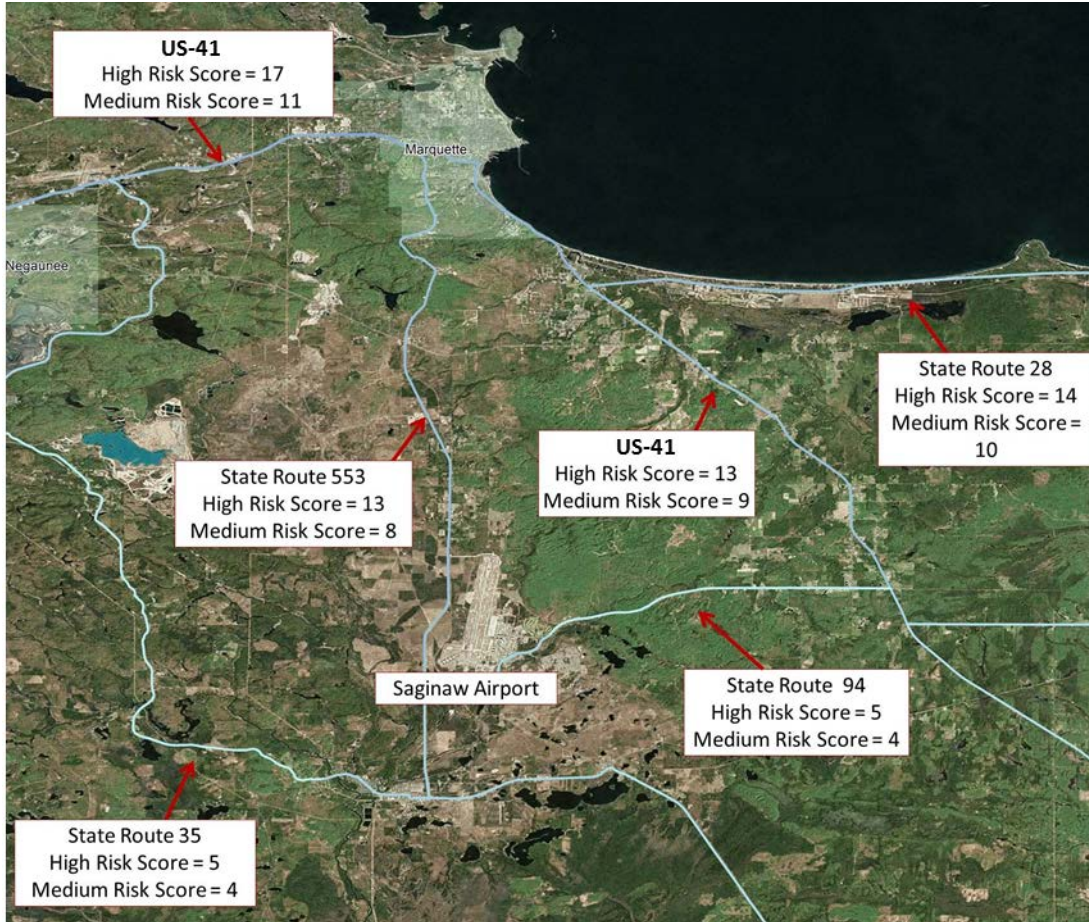 US-41
High Risk Score = 17
Medium Risk Score = 11
Marquette
Negaunee
State Route 28
High Risk Score = 14
Medium Risk Score =
10
State Route 553
High Risk Score = 13
Medium Risk Score = 8
US-41
High Risk Score = 13
Medium Risk Score = 9
Saginaw Airport
State Route 94
High Risk Score = 5
Medium Risk Score = 4
State Route 35
High Risk Score = 5
Medium Risk Score = 4